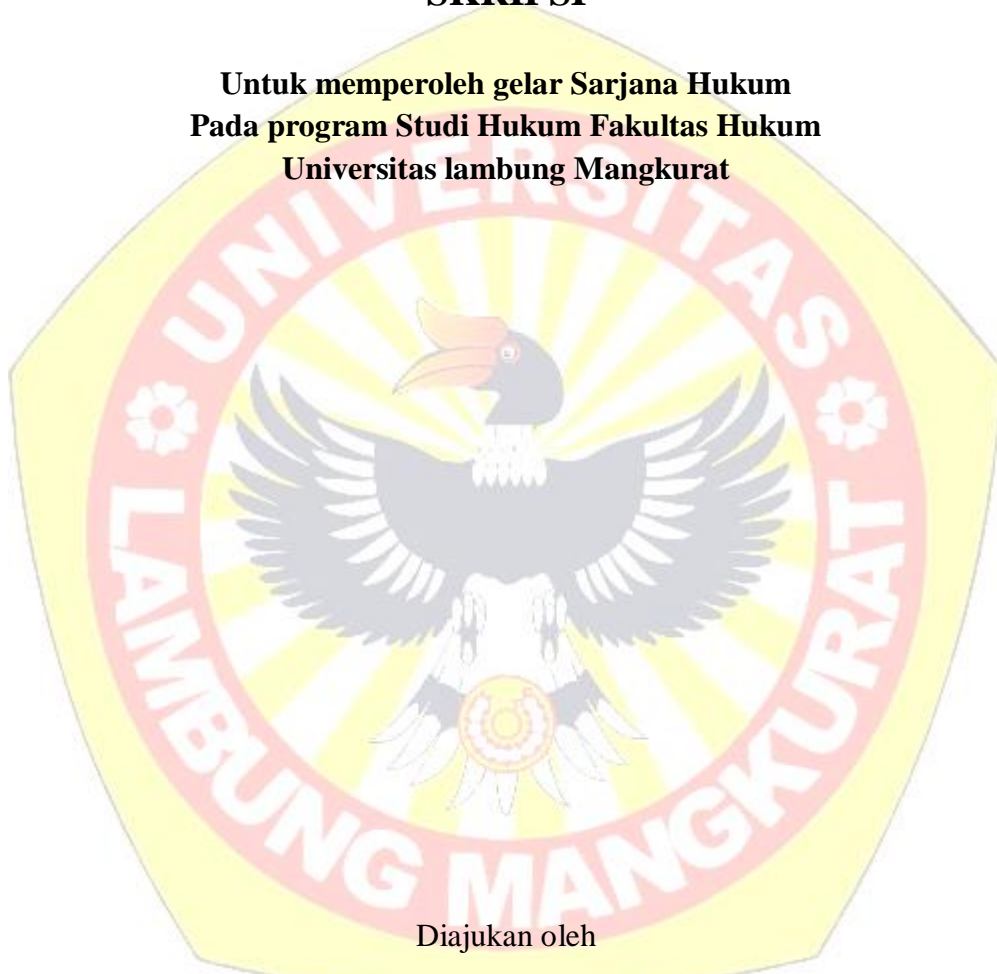 SKRIPSI
Untuk memperoleh gelar Sarjana Hukum
Pada program Studi Hukum Fakultas Hukum
Universitas lambung Mangkurat
UNIVERSITAS
LAMBUNG MANGKURAT
Diajukan oleh